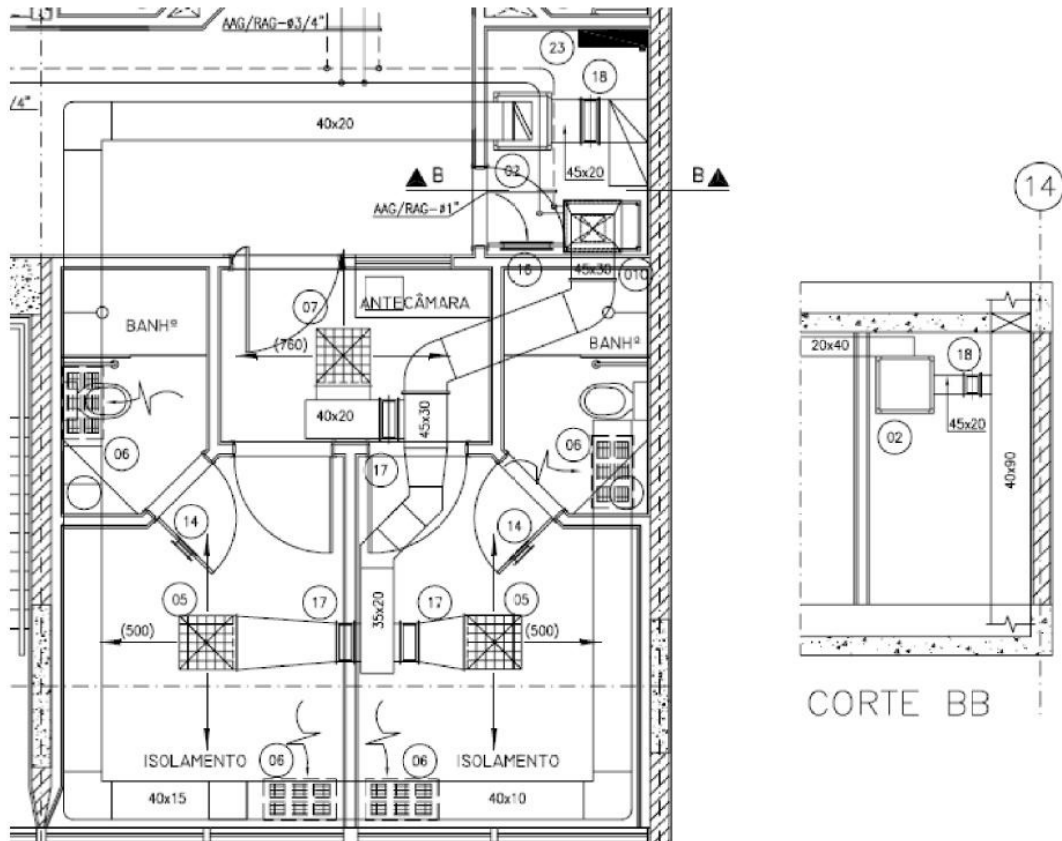 AAG/RAG-ø3/4"
23
18
/4"
40x20
B
02
45x20
B
AAG/RAG-ø1"
14
16
45x30
010
07
ANTECÂMARA
BANHº
(760)
BANHº
20x40
18
40x20
45x30
45x20
02
06
17
06
40x90
14
14
05
17
17
05
(500)
35x20
(500)
CORTE BB
ISOLAMENTO
06
06
ISOLAMENTO
40x15
40x10